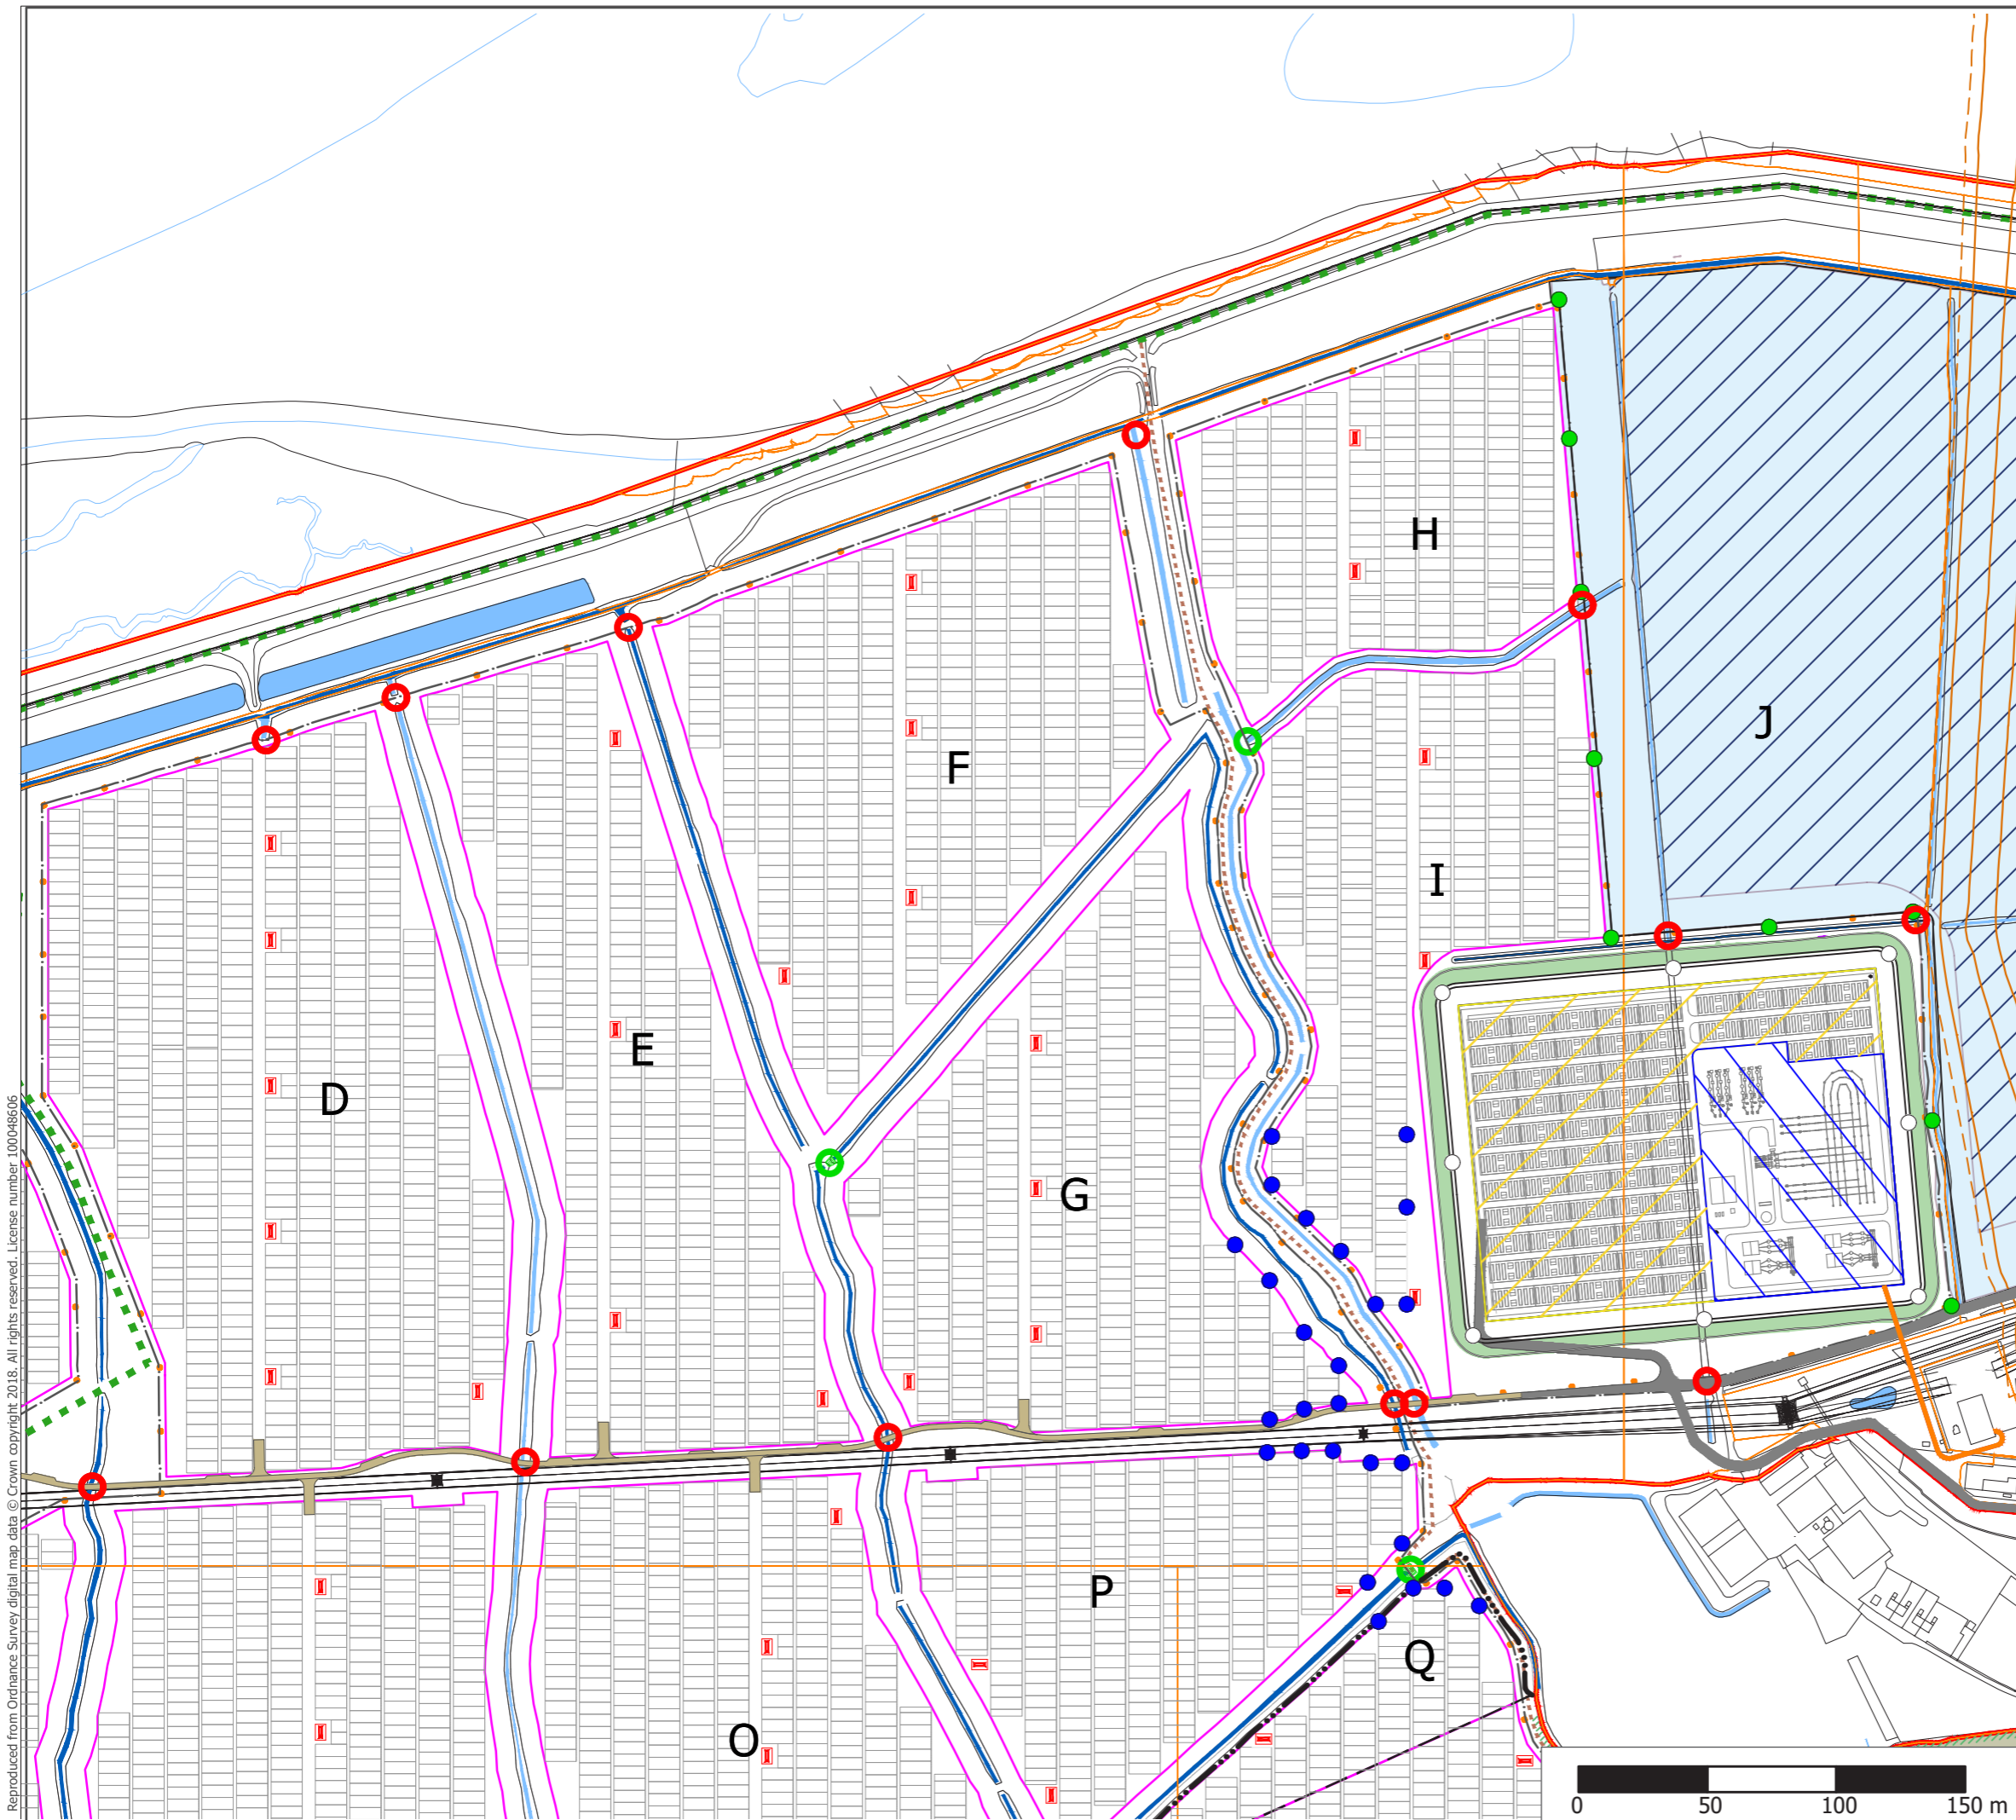 H
J
F
I
E
D
G
P
Q
O
Reproduced from Ordnance Survey digital map data © Crown copyright 2018. All rights reserved. License number 100048606
0 50 100 150 m